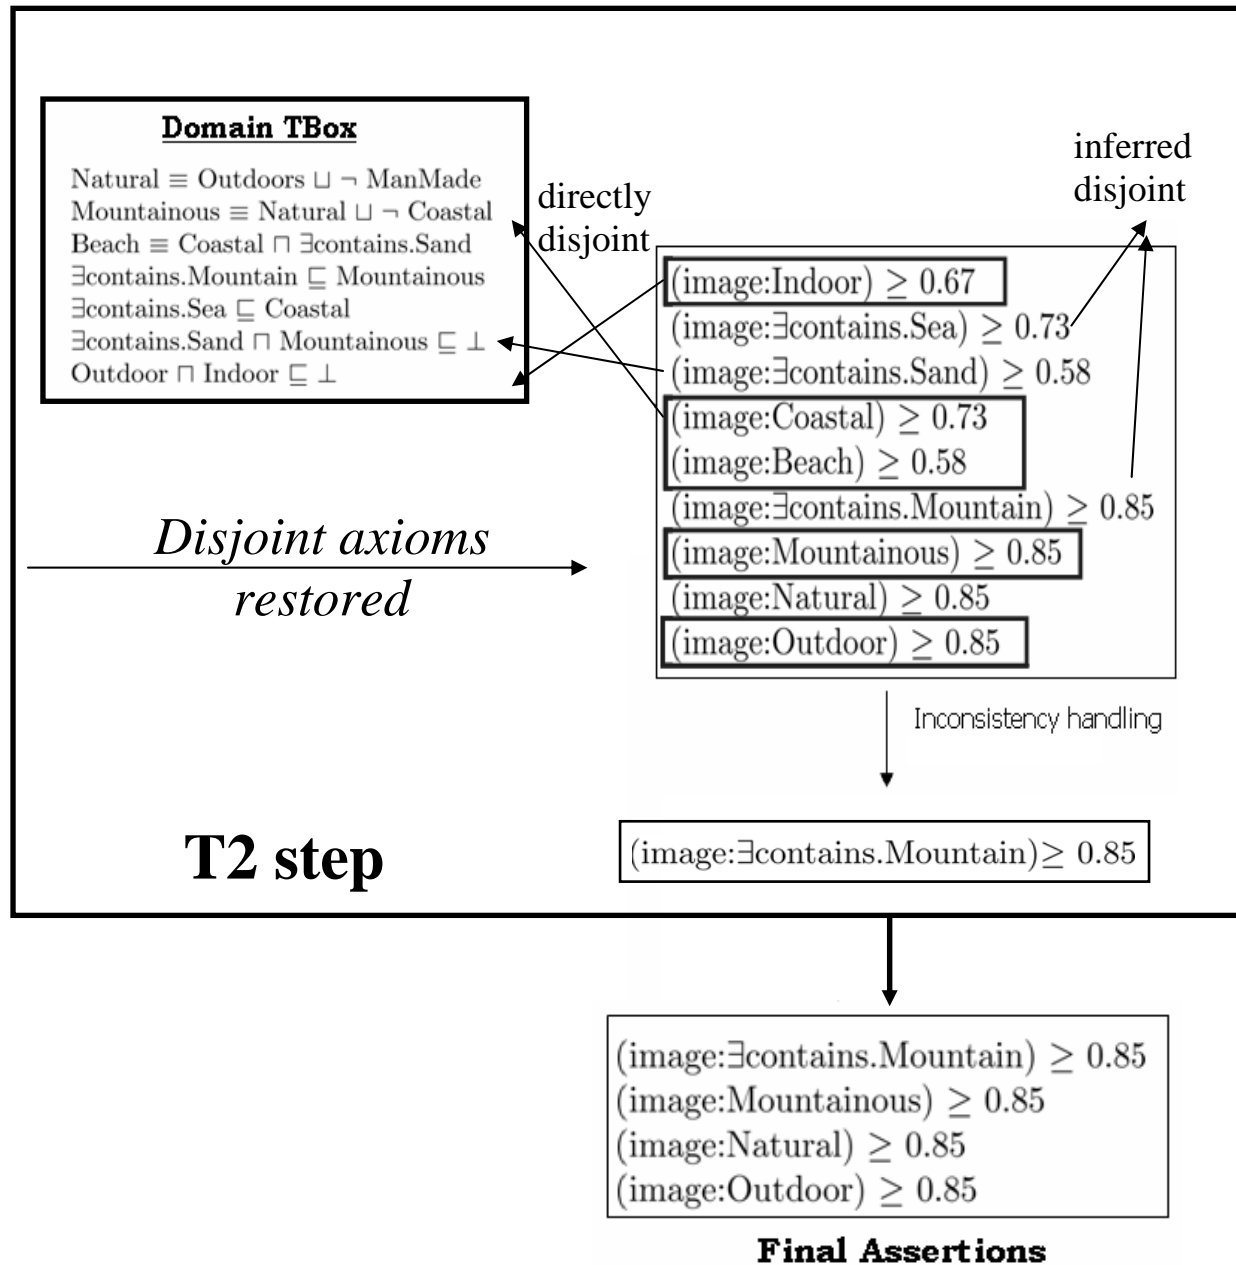 Domain TBox
Natural ≡ Outdoors ⊔ ¬ ManMade
Mountainous ≡ Natural ⊔ ¬ Coastal
Beach ≡ Coastal ⊓ ∃contains.Sand
∃contains.Mountain ⊑ Mountainous
∃contains.Sea ⊑ Coastal
∃contains.Sand ⊓ Mountainous ⊑ ⊥
Outdoor ⊓ Indoor ⊑ ⊥
directly
disjoint
inferred
disjoint
(image:Indoor) ≥ 0.67
(image:∃contains.Sea) ≥ 0.73
(image:∃contains.Sand) ≥ 0.58
(image:Coastal) ≥ 0.73
(image:Beach) ≥ 0.58
(image:∃contains.Mountain) ≥ 0.85
(image:Mountainous) ≥ 0.85
(image:Natural) ≥ 0.85
(image:Outdoor) ≥ 0.85
Disjoint axioms
restored
Inconsistency handling
T2 step
(image:∃contains.Mountain)≥ 0.85
(image:∃contains.Mountain) ≥ 0.85
(image:Mountainous) ≥ 0.85
(image:Natural) ≥ 0.85
(image:Outdoor) ≥ 0.85
Final Assertions